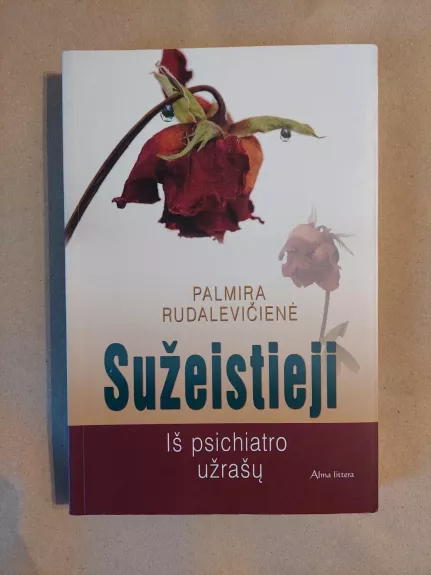 PALMIRA
RUDALEVIČIENĖ
Sužeistieji
Iš psichiatro
užrašų
Alma littera